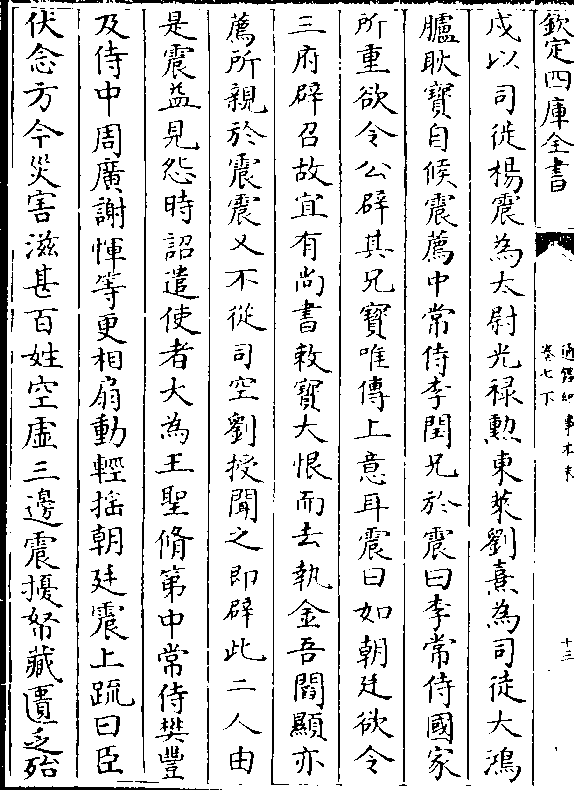 欽定四庫全書
通鑑紀事本末
卷七下
十三
戊以司徒楊震為太尉光祿勲東萊劉熹為司徒大鴻
臚耿寶自候震薦中常侍李閏兄於震曰李常侍國家
所重欲令公辟其兄寶唯傳上意耳震曰如朝廷欲令
三府辟召故宜有尚書敕寶大恨而去執金吾閻顯亦
薦所親於震震又不從司空劉授聞之即辟此二人由
是震益見怨時詔遣使者大為王聖脩第中常侍樊豐
及侍中周廣謝惲等更相扇動輕揺朝廷震上疏曰臣
伏念方今災害滋甚百姓空虛三邊震擾帑藏匱乏殆